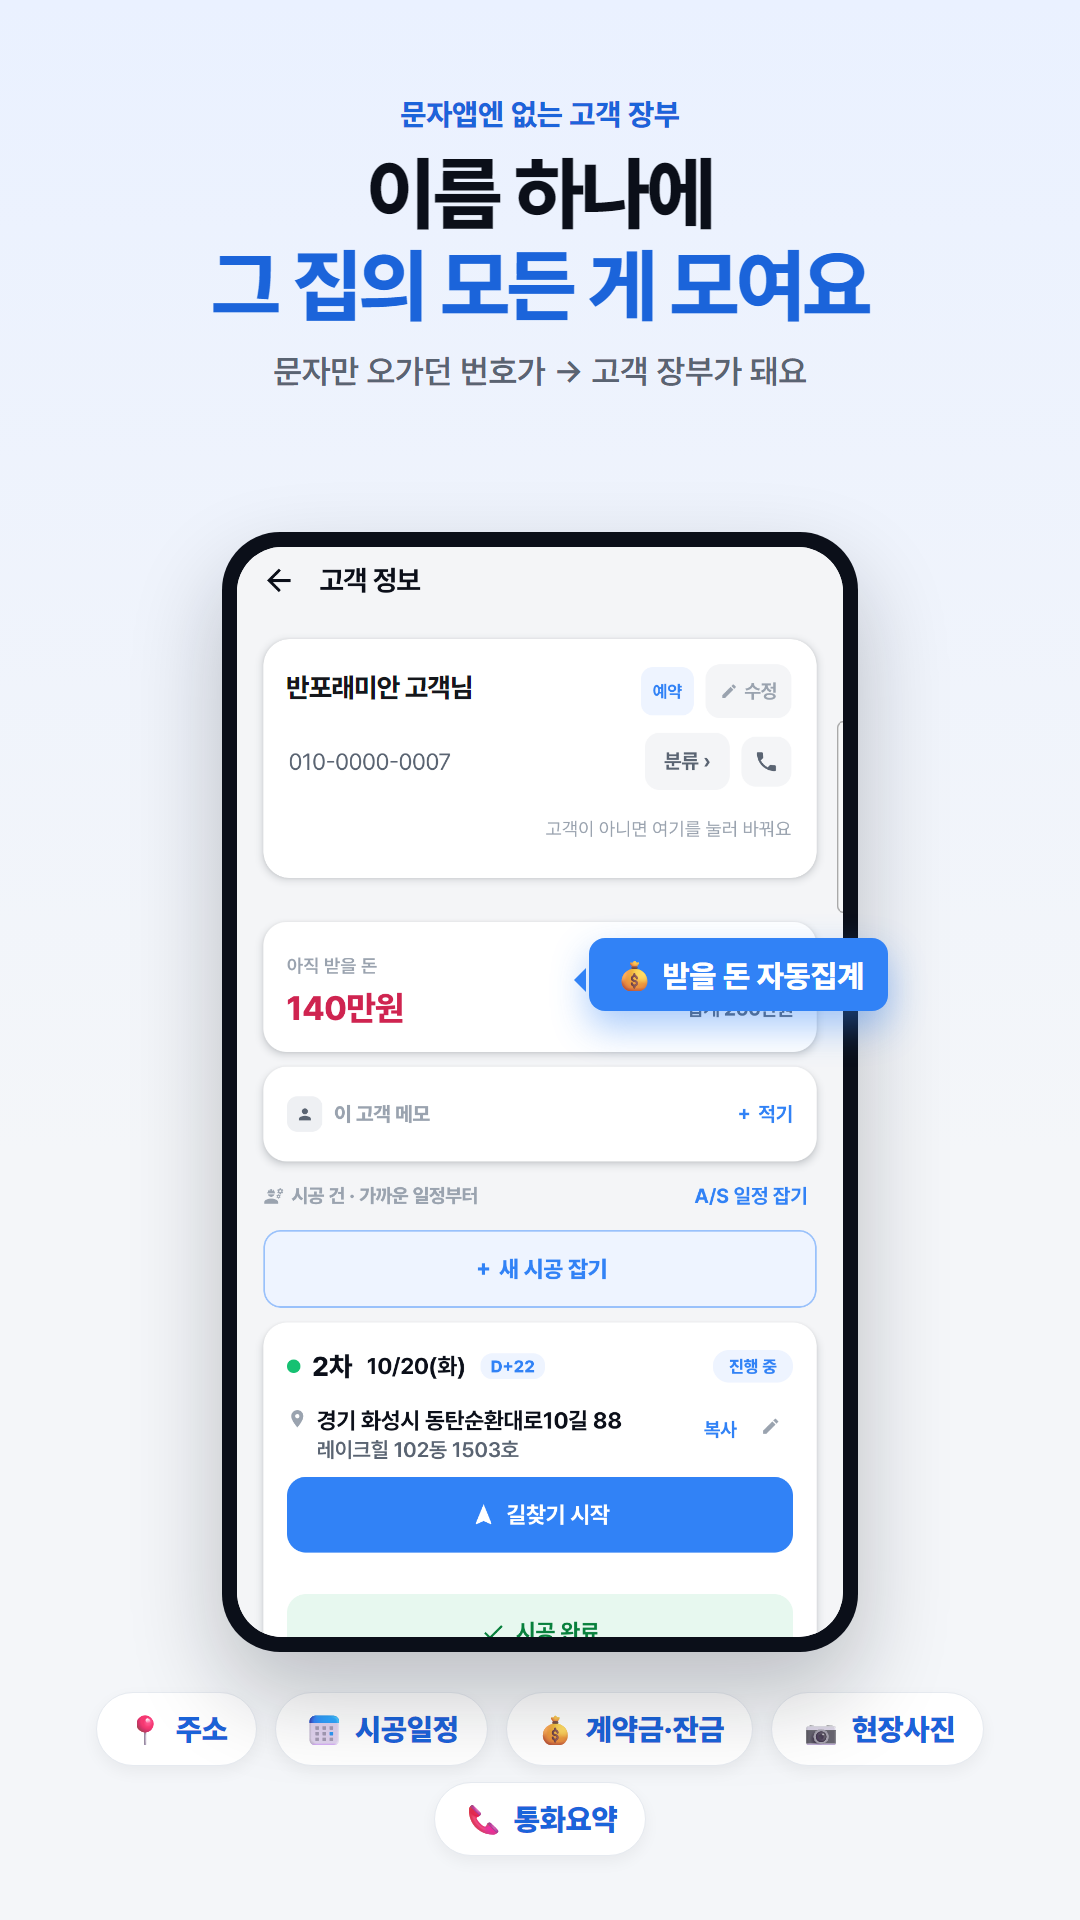 문자앱엔 없는 고객 장부
이름 하나에
그 집의 모든 게 모여요
문자만 오가던 번호가 → 고객 장부가 돼요
고객 정보
반포래미안 고객님
예약
수정
010-0000-0007
분류 ›
고객이 아니면 여기를 눌러 바꿔요
아직 받을 돈
140만원
받을 돈 자동집계
이 고객 메모
+ 적기
시공 건 · 가까운 일정부터
A/S 일정 잡기
+ 새 시공 잡기
2차 10/20(화) D+22
진행 중
경기 화성시 동탄순환대로10길 88
복사
레이크힐 102동 1503호
길찾기 시작
시공 완료
주소
시공일정
계약금·잔금
현장사진
통화요약